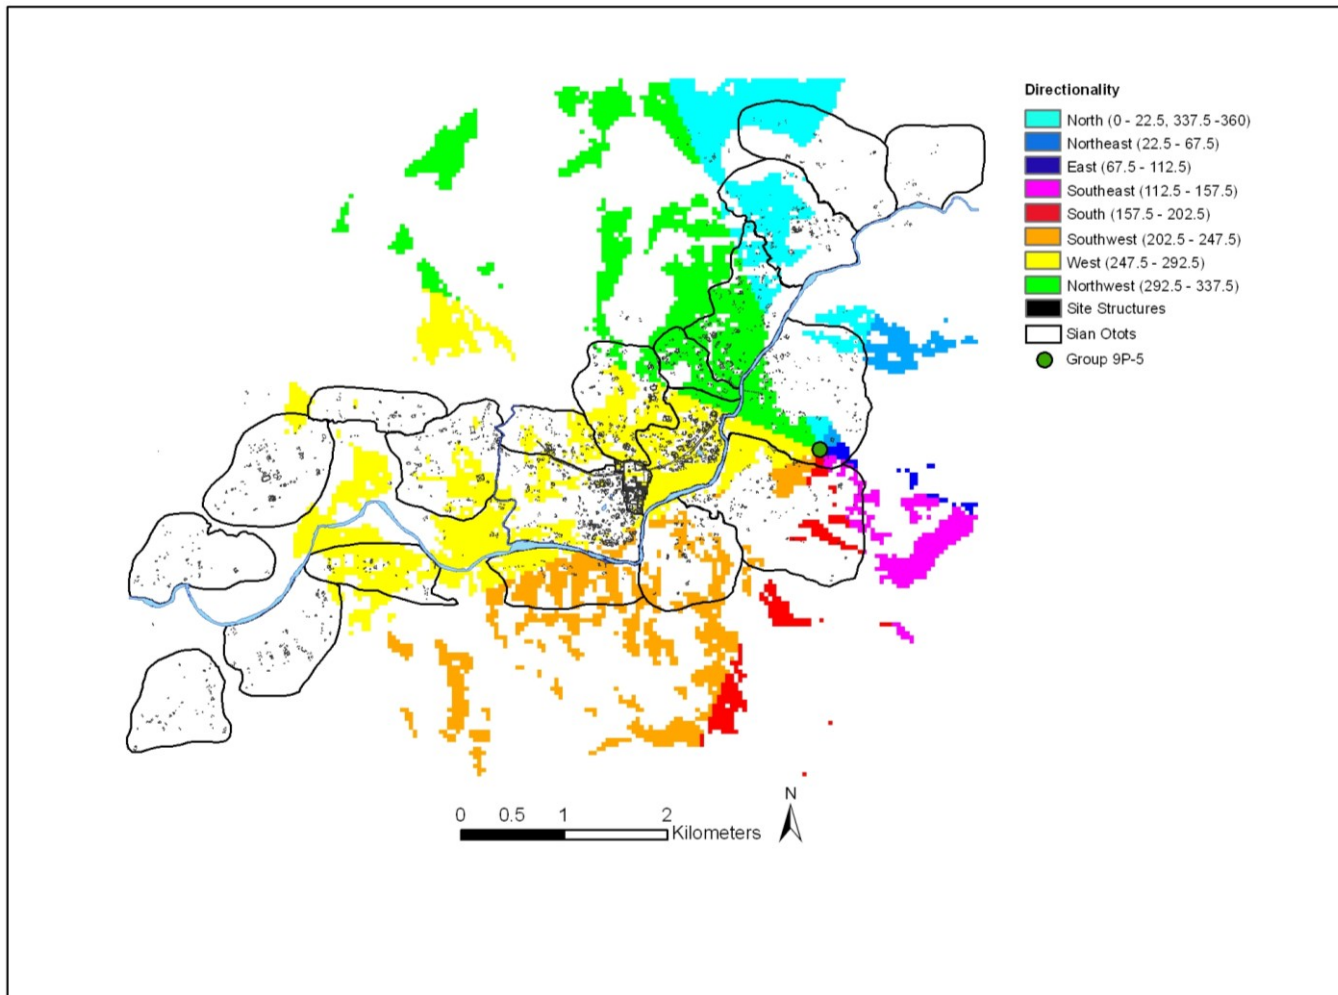 Directionality
North (0 - 22.5, 337.5 -360)
Northeast (22.5 - 67.5)
East (67.5 - 112.5)
Southeast (112.5 - 157.5)
South (157.5 - 202.5)
Southwest (202.5 - 247.5)
West (247.5 - 292.5)
Northwest (292.5 - 337.5)
Site Structures
Sian Otots
Group 9P-5
N
0 0.5 1 2
Kilometers